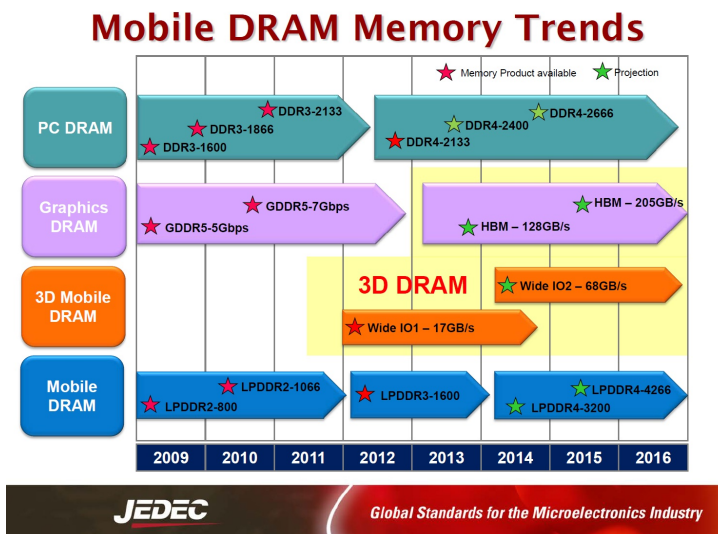 Mobile DRAM Memory Trends
Memory Product available
Projection
PC DRAM
DDR3-1600
DDR3-1866
DDR3-2133
DDR4-2133
DDR4-2400
DDR4-2666
Graphics
DRAM
GDDR5-5Gbps
GDDR5-7Gbps
HBM – 128GB/s
HBM – 205GB/s
3D DRAM
3D Mobile
DRAM
Wide IO1 – 17GB/s
Wide IO2 – 68GB/s
Mobile
DRAM
LPDDR2-800
LPDDR2-1066
LPDDR3-1600
LPDDR4-3200
LPDDR4-4266
2009 2010 2011 2012 2013 2014 2015 2016
JEDEC
Global Standards for the Microelectronics Industry